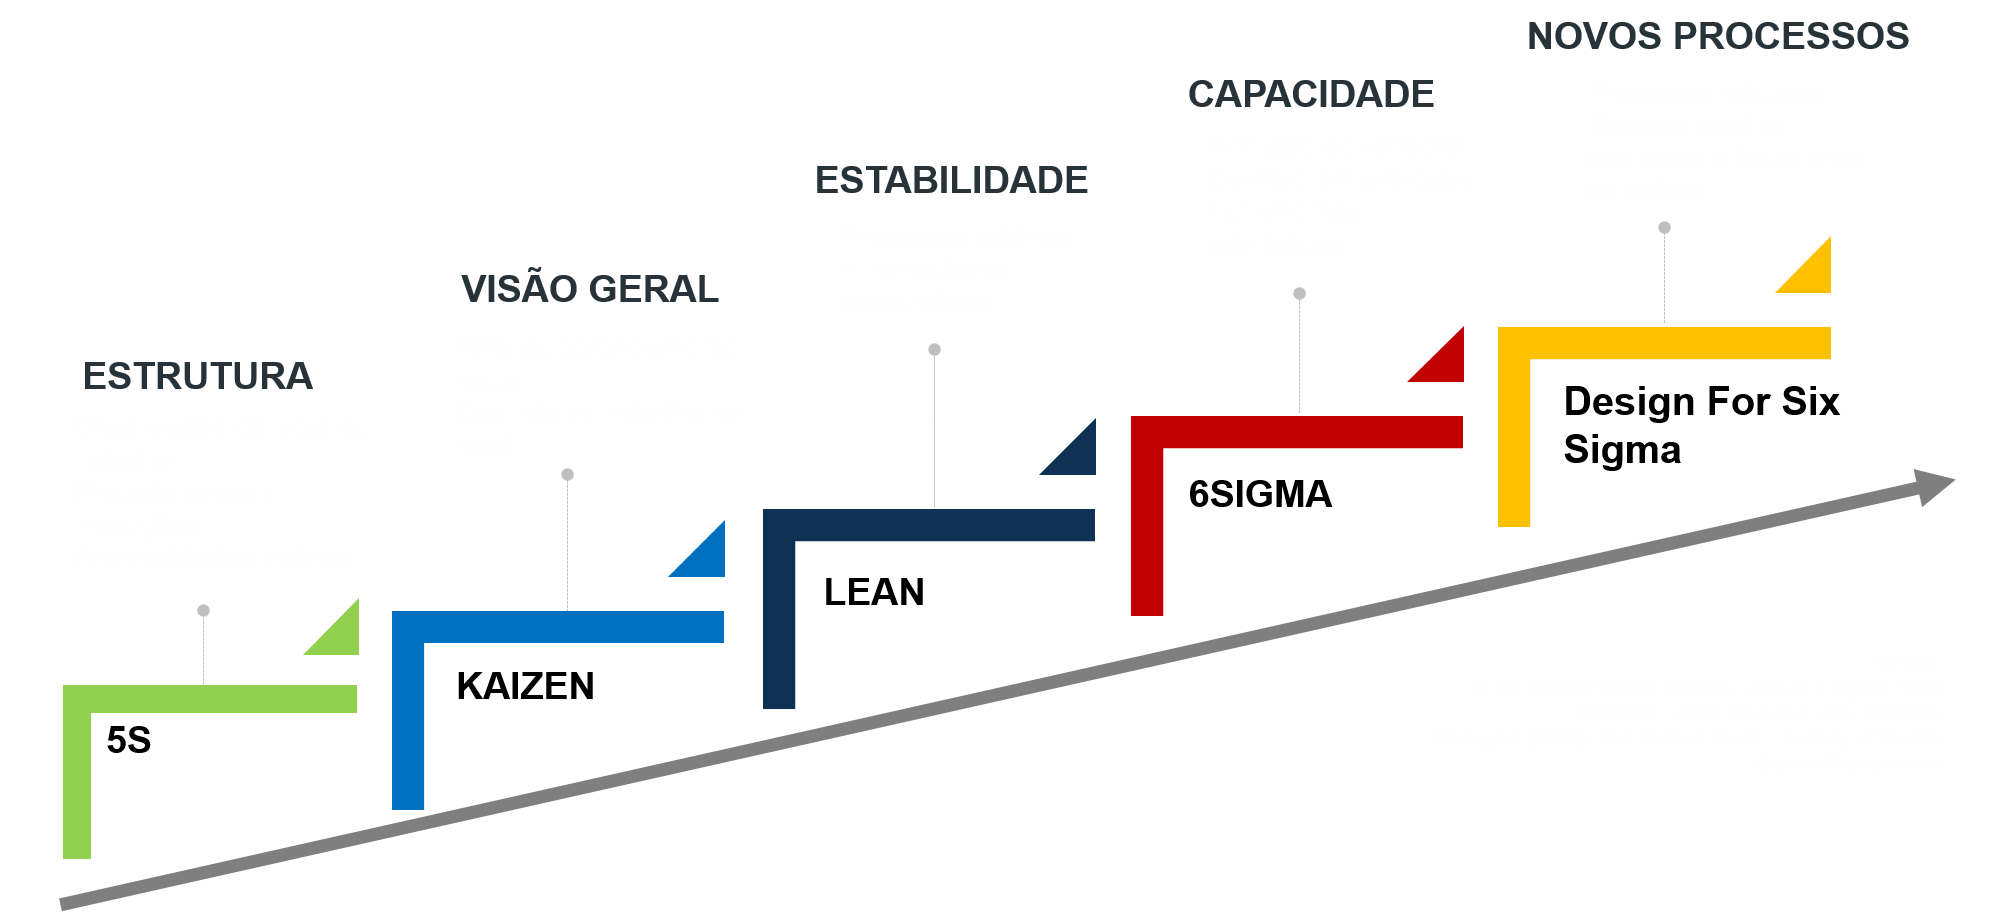 NOVOS PROCESSOS
CAPACIDADE
ESTABILIDADE
VISÃO GERAL
ESTRUTURA
Design For Six
Sigma
6SIGMA
LEAN
KAIZEN
5S